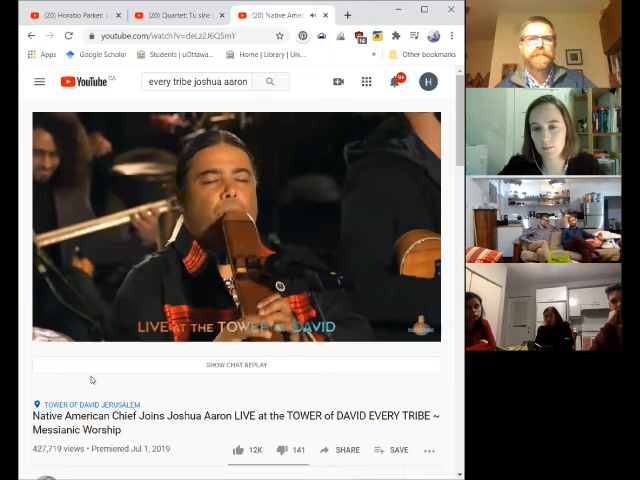 (20) Horatio Parker: L
(20) Quartet: Tu sine
(20) Native Amer
youtube.com/watch?v=deLz2J6Q5mY
16
Apps
Google Scholar
Students | uOttawa...
Home | Library | Uni...
»
Other bookmarks
YouTube CA
every tribe joshua aaron
9+
H
LIVE AT THE TOWER OF DAVID
SUBSCRIBE
SHOW CHAT REPLAY
TOWER OF DAVID JERUSALEM
Native American Chief Joins Joshua Aaron LIVE at the TOWER of DAVID EVERY TRIBE ~
Messianic Worship
427,719 views • Premiered Jul 1, 2019
12K
141
SHARE
SAVE